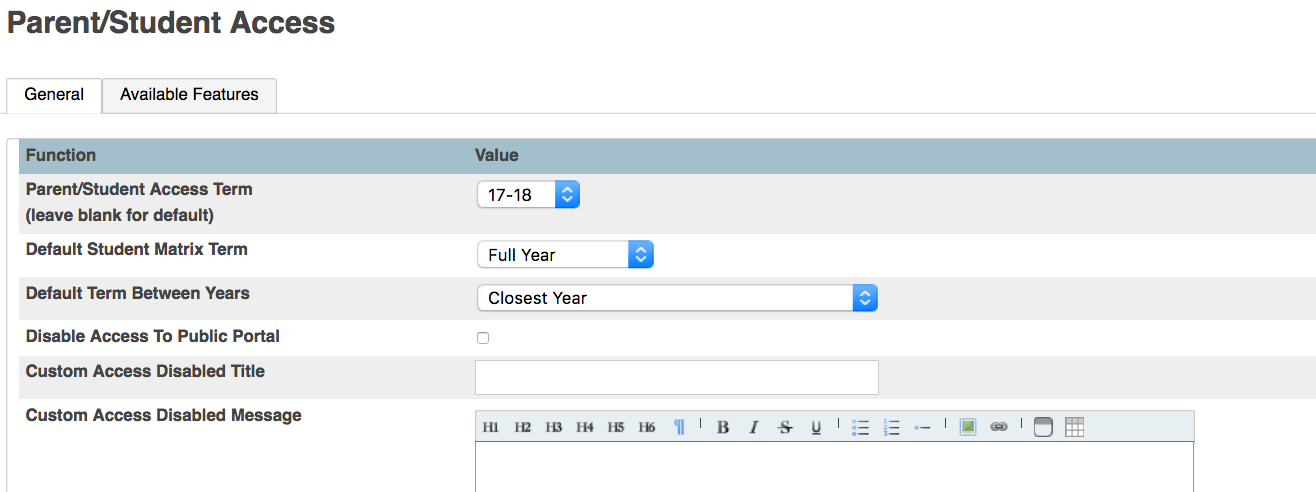 Parent/Student Access
General Available Features
Function Value
Parent/Student Access Term 17-18
(leave blank for default)
Default Student Matrix Term Full Year
Default Term Between Years Closest Year
Disable Access To Public Portal
Custom Access Disabled Title
Custom Access Disabled Message
H1 H2 H3 H4 H5 H6 ¶ B I S U